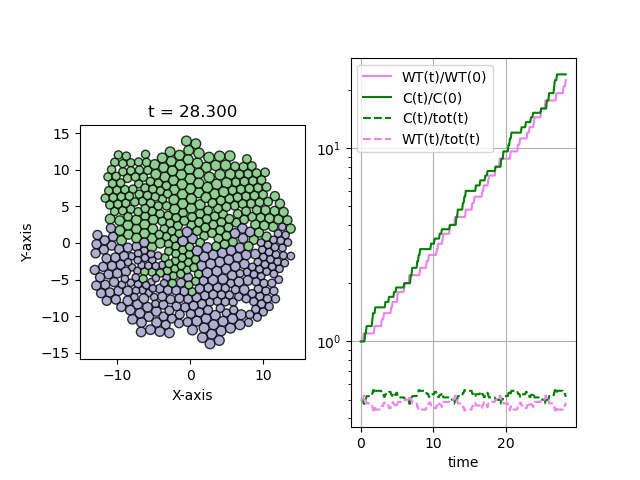 t = 28.300
15
10
5
0
−5
−10
−15
Y-axis
−10
0
10
X-axis
WT(t)/WT(0)
C(t)/C(0)
C(t)/tot(t)
WT(t)/tot(t)
10¹
10⁰
0
10
20
time